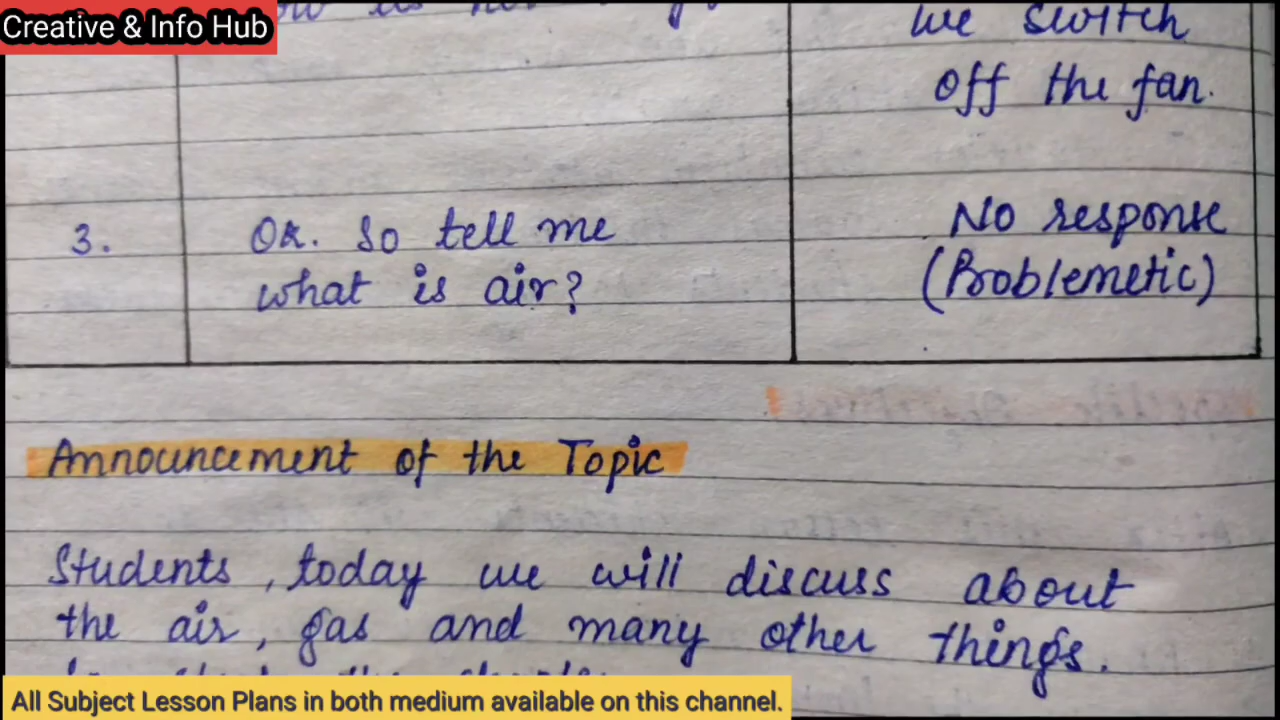 Creative & Info Hub
we switch
off the fan.
3.
OK. So tell me
what is air?
No response
(Problemetic)
Announcement of the Topic
Students, today we will discuss about
the air, gas and many other things.
All Subject Lesson Plans in both medium available on this channel.